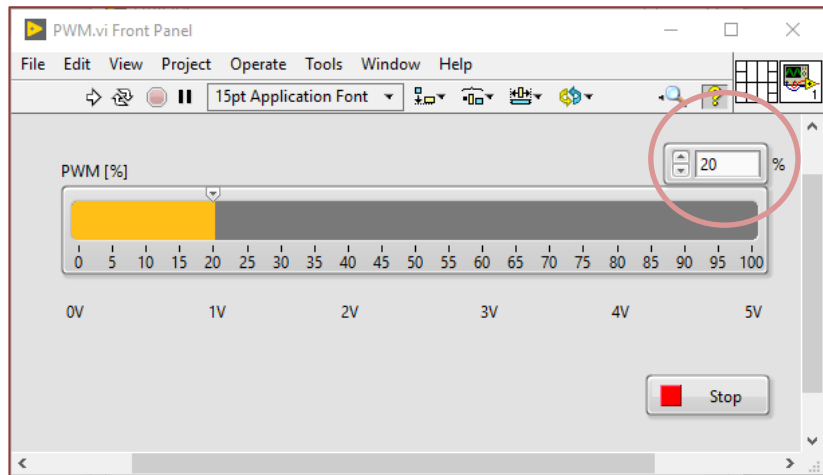 PWM.vi Front Panel
File Edit View Project Operate Tools Window Help
15pt Application Font
?
1
20 %
PWM [%]
0 5 10 15 20 25 30 35 40 45 50 55 60 65 70 75 80 85 90 95 100
0V 1V 2V 3V 4V 5V
Stop